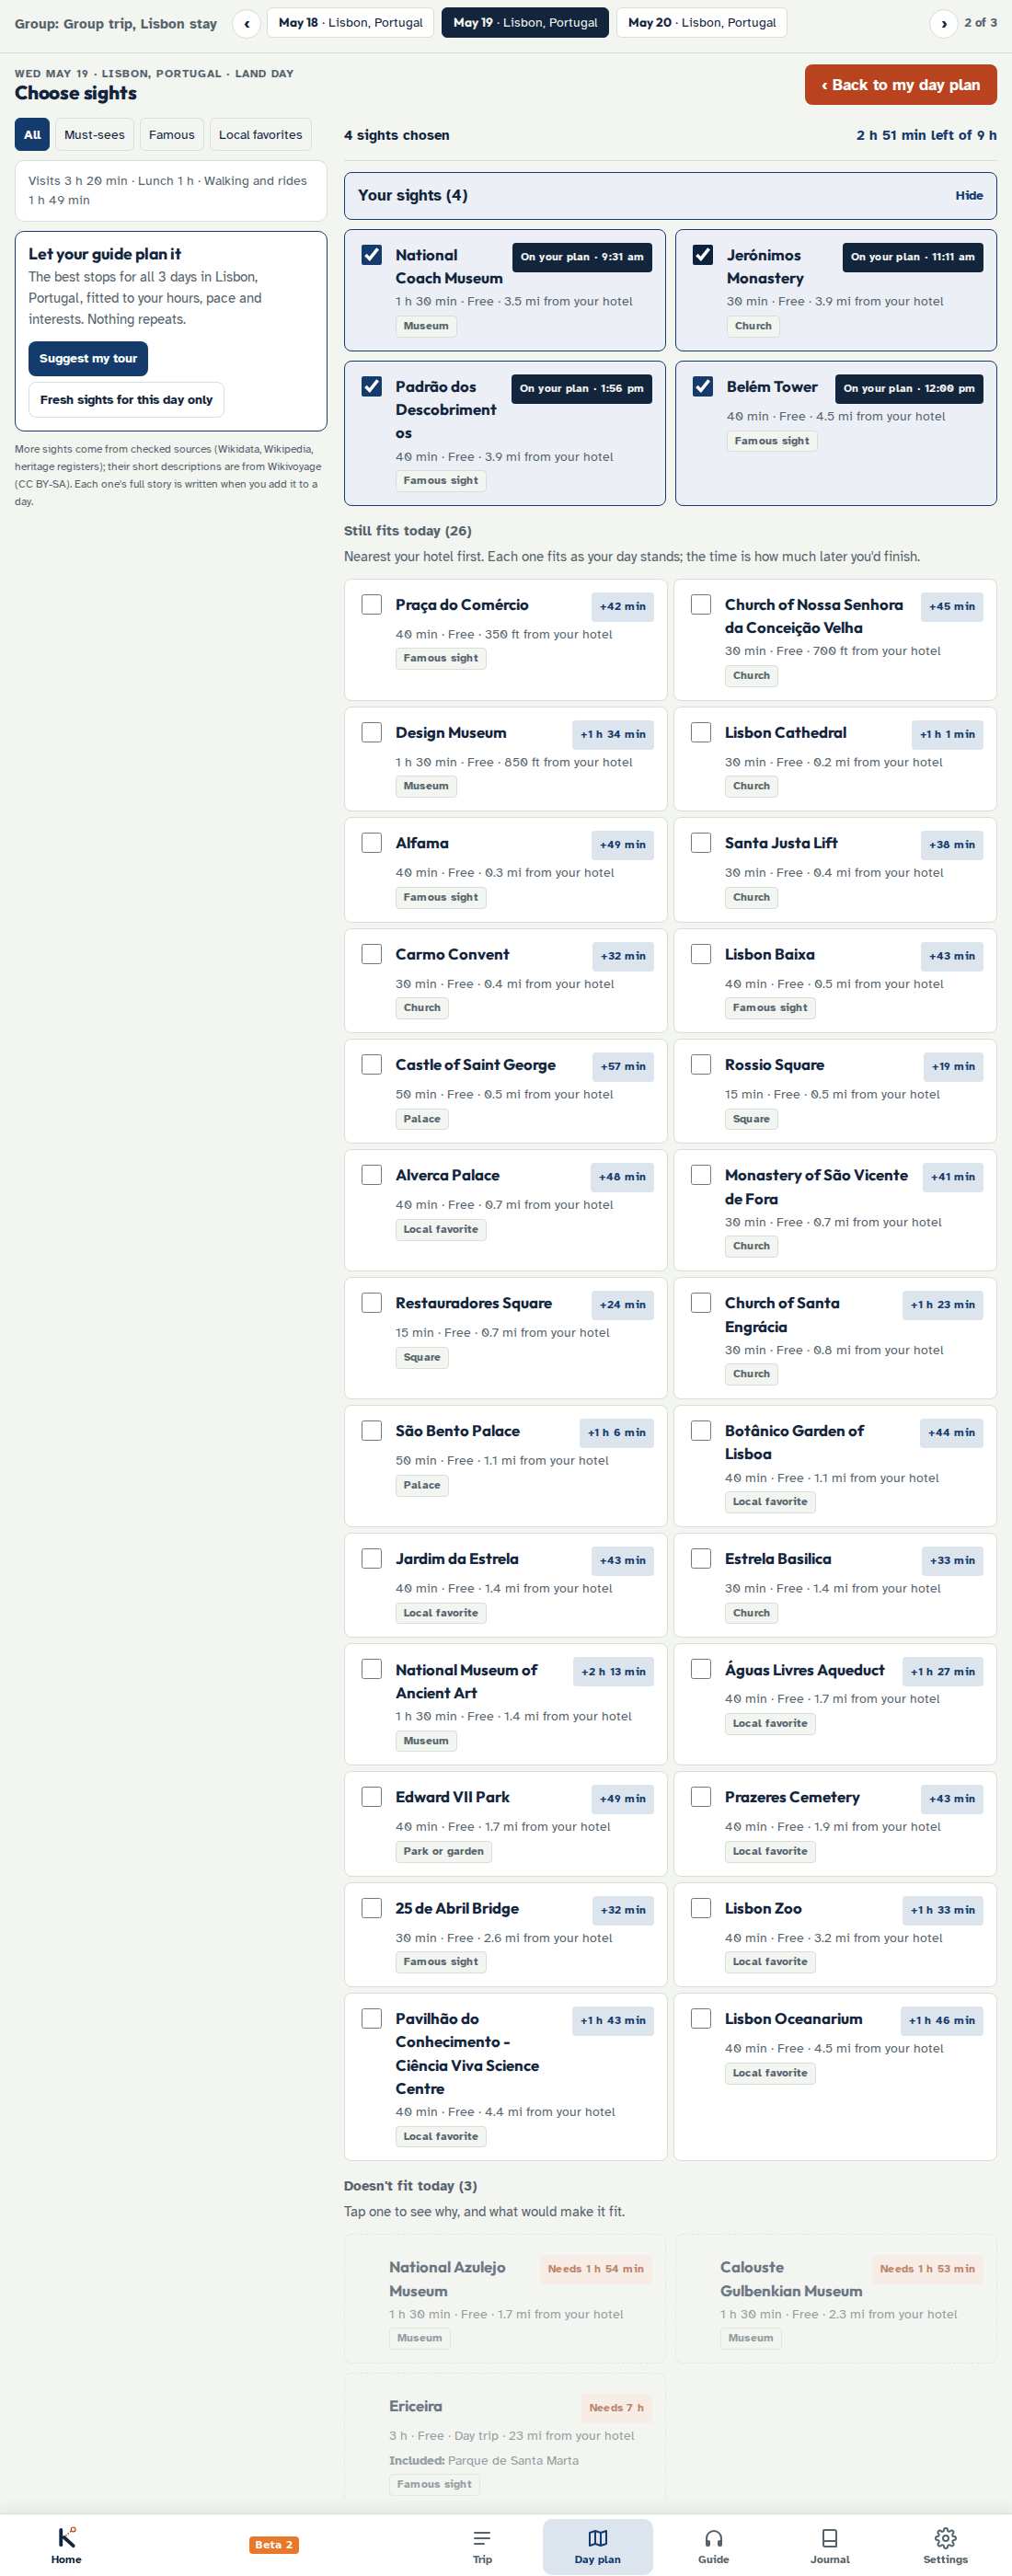 Group: Group trip, Lisbon stay
‹
May 18 · Lisbon, Portugal
May 19 · Lisbon, Portugal
May 20 · Lisbon, Portugal
›
2 of 3
WED MAY 19 · LISBON, PORTUGAL · LAND DAY
Choose sights
‹ Back to my day plan
All
Must-sees
Famous
Local favorites
Visits 3 h 20 min · Lunch 1 h · Walking and rides
1 h 49 min
Let your guide plan it
The best stops for all 3 days in Lisbon,
Portugal, fitted to your hours, pace and
interests. Nothing repeats.
Suggest my tour
Fresh sights for this day only
More sights come from checked sources (Wikidata, Wikipedia,
heritage registers); their short descriptions are from Wikivoyage
(CC BY-SA). Each one's full story is written when you add it to a
day.
4 sights chosen
2 h 51 min left of 9 h
Your sights (4)
Hide
National
Coach Museum
On your plan · 9:31 am
1 h 30 min · Free · 3.5 mi from your hotel
Museum
Jerónimos
Monastery
On your plan · 11:11 am
30 min · Free · 3.9 mi from your hotel
Church
Padrão dos
Descobriment
os
On your plan · 1:56 pm
40 min · Free · 3.9 mi from your hotel
Famous sight
Belém Tower
On your plan · 12:00 pm
40 min · Free · 4.5 mi from your hotel
Famous sight
Still fits today (26)
Nearest your hotel first. Each one fits as your day stands; the time is how much later you'd finish.
Praça do Comércio
+42 min
40 min · Free · 350 ft from your hotel
Famous sight
Church of Nossa Senhora
da Conceição Velha
+45 min
30 min · Free · 700 ft from your hotel
Church
Design Museum
+1 h 34 min
1 h 30 min · Free · 850 ft from your hotel
Museum
Lisbon Cathedral
+1 h 1 min
30 min · Free · 0.2 mi from your hotel
Church
Alfama
+49 min
40 min · Free · 0.3 mi from your hotel
Famous sight
Santa Justa Lift
+38 min
30 min · Free · 0.4 mi from your hotel
Church
Carmo Convent
+32 min
30 min · Free · 0.4 mi from your hotel
Church
Lisbon Baixa
+43 min
40 min · Free · 0.5 mi from your hotel
Famous sight
Castle of Saint George
+57 min
50 min · Free · 0.5 mi from your hotel
Palace
Rossio Square
+19 min
15 min · Free · 0.5 mi from your hotel
Square
Alverca Palace
+48 min
40 min · Free · 0.7 mi from your hotel
Local favorite
Monastery of São Vicente
de Fora
+41 min
30 min · Free · 0.7 mi from your hotel
Church
Restauradores Square
+24 min
15 min · Free · 0.7 mi from your hotel
Square
Church of Santa
Engrácia
+1 h 23 min
30 min · Free · 0.8 mi from your hotel
Church
São Bento Palace
+1 h 6 min
50 min · Free · 1.1 mi from your hotel
Palace
Botânico Garden of
Lisboa
+44 min
40 min · Free · 1.1 mi from your hotel
Local favorite
Jardim da Estrela
+43 min
40 min · Free · 1.4 mi from your hotel
Local favorite
Estrela Basilica
+33 min
30 min · Free · 1.4 mi from your hotel
Church
National Museum of
Ancient Art
+2 h 13 min
1 h 30 min · Free · 1.4 mi from your hotel
Museum
Águas Livres Aqueduct
+1 h 27 min
40 min · Free · 1.7 mi from your hotel
Local favorite
Edward VII Park
+49 min
40 min · Free · 1.7 mi from your hotel
Park or garden
Prazeres Cemetery
+43 min
40 min · Free · 1.9 mi from your hotel
Local favorite
25 de Abril Bridge
+32 min
30 min · Free · 2.6 mi from your hotel
Famous sight
Lisbon Zoo
+1 h 33 min
40 min · Free · 3.2 mi from your hotel
Local favorite
Pavilhão do
Conhecimento -
Ciência Viva Science
Centre
+1 h 43 min
40 min · Free · 4.4 mi from your hotel
Local favorite
Lisbon Oceanarium
+1 h 46 min
40 min · Free · 4.5 mi from your hotel
Local favorite
Doesn't fit today (3)
Tap one to see why, and what would make it fit.
National Azulejo
Museum
Needs 1 h 54 min
1 h 30 min · Free · 1.7 mi from your hotel
Museum
Calouste
Gulbenkian Museum
Needs 1 h 53 min
1 h 30 min · Free · 2.3 mi from your hotel
Museum
Ericeira
Needs 7 h
3 h · Free · Day trip · 23 mi from your hotel
Included: Parque de Santa Marta
Famous sight
Home
Beta 2
Trip
Day plan
Guide
Journal
Settings